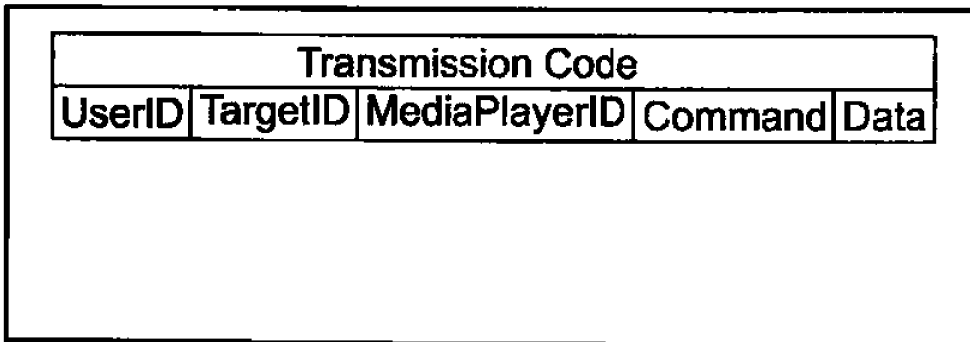 Transmission Code
UserID TargetID MediaPlayerID Command Data